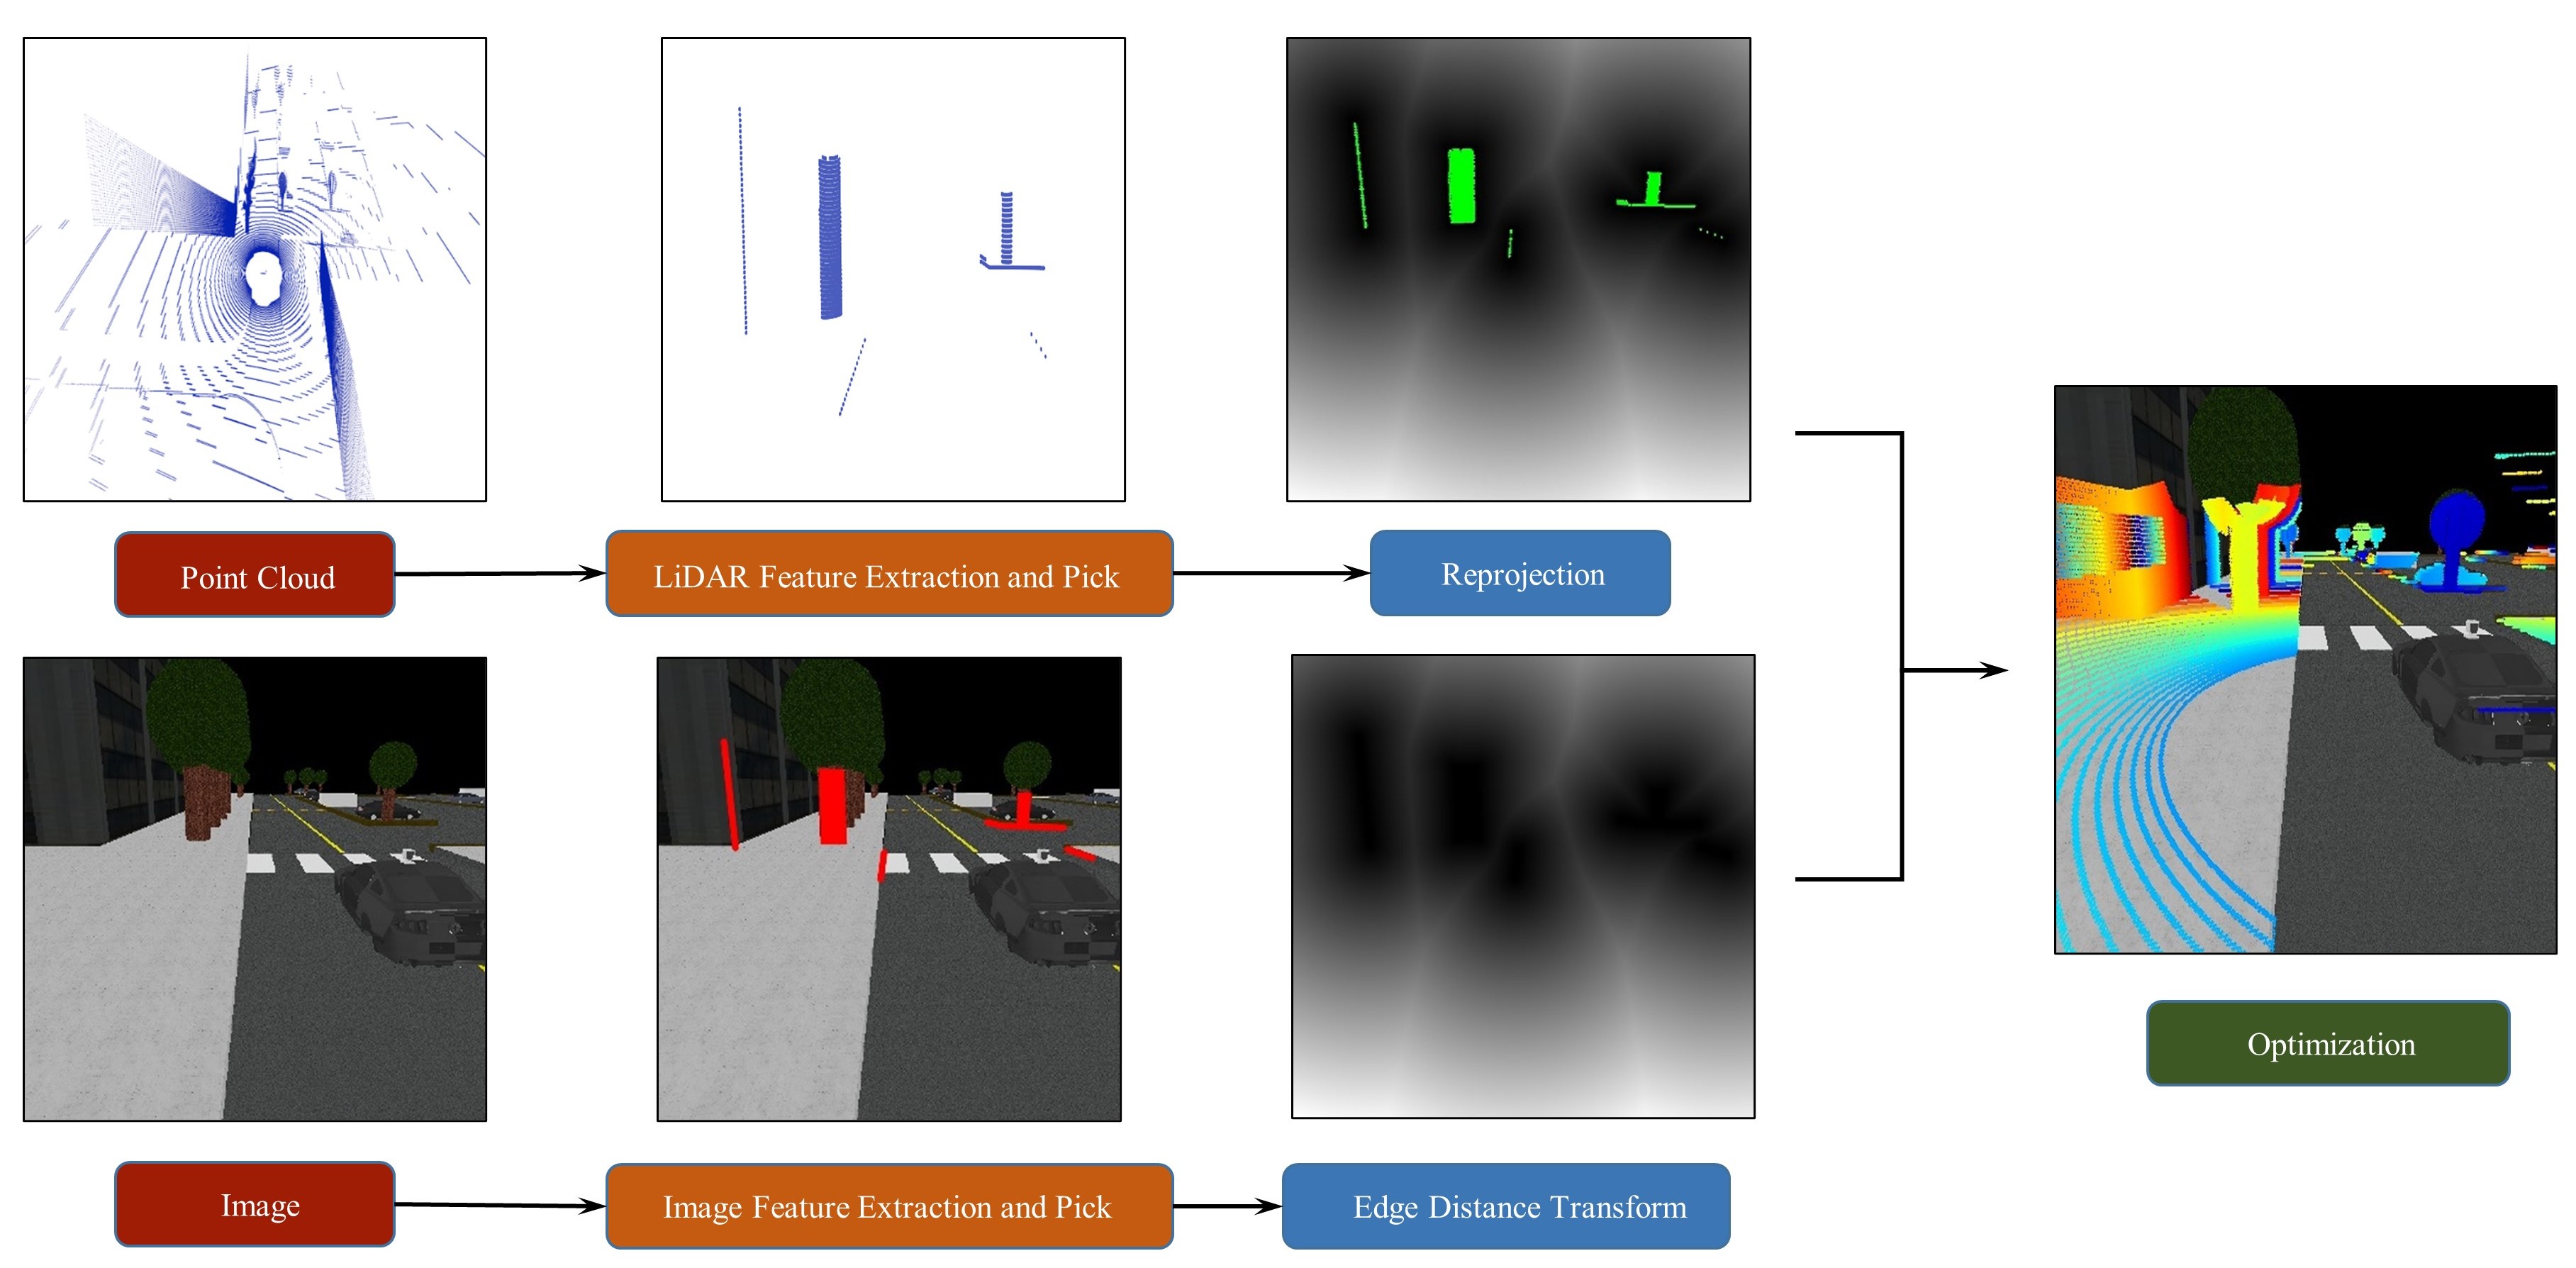 Point Cloud
LiDAR Feature Extraction and Pick
Reprojection
Image
Image Feature Extraction and Pick
Edge Distance Transform
Optimization